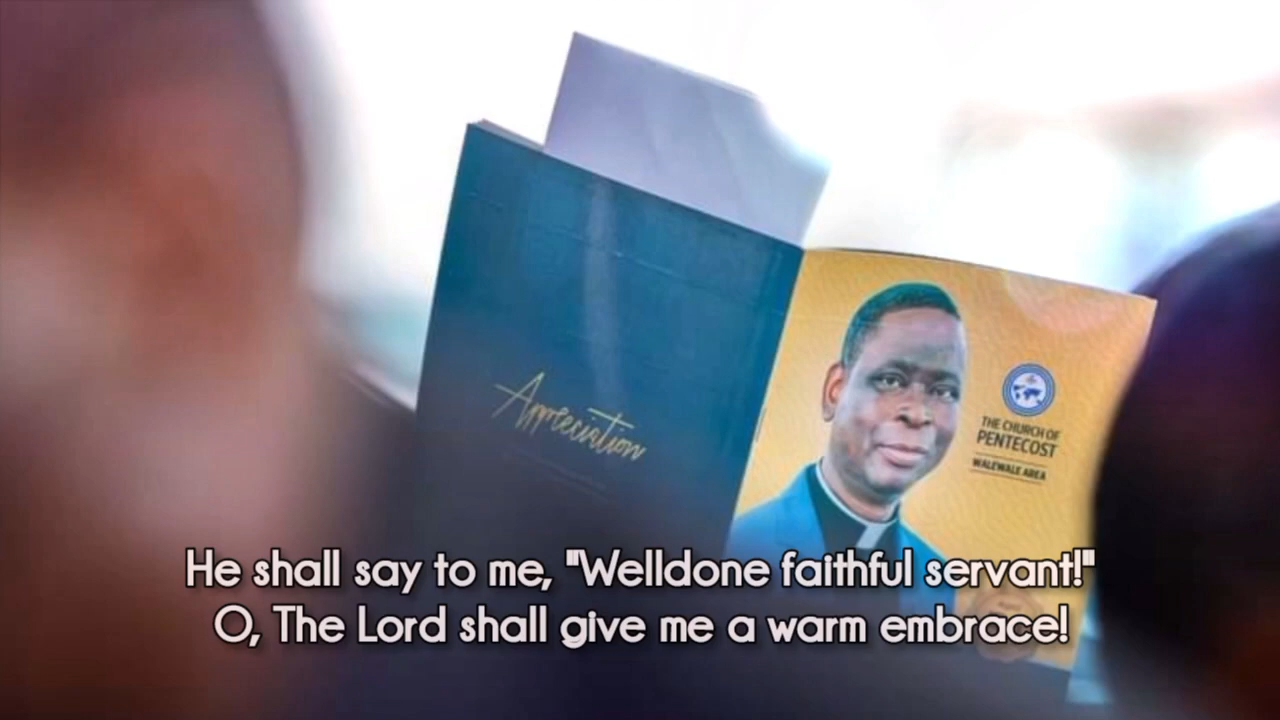 Appreciation
THE CHURCH OF
PENTECOST
WALEWALE AREA
He shall say to me, "Welldone faithful servant!"
O, The Lord shall give me a warm embrace!